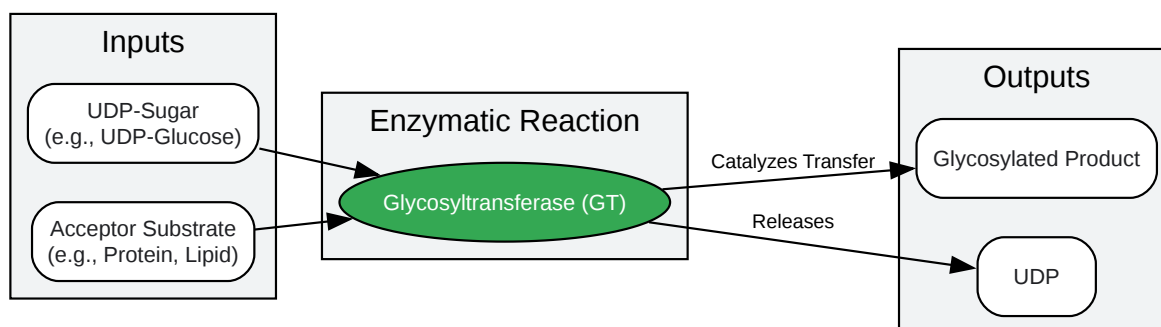 Inputs
UDP-Sugar
(e.g., UDP-Glucose)
Acceptor Substrate
(e.g., Protein, Lipid)
Enzymatic Reaction
Glycosyltransferase (GT)
Catalyzes Transfer
Releases
Outputs
Glycosylated Product
UDP